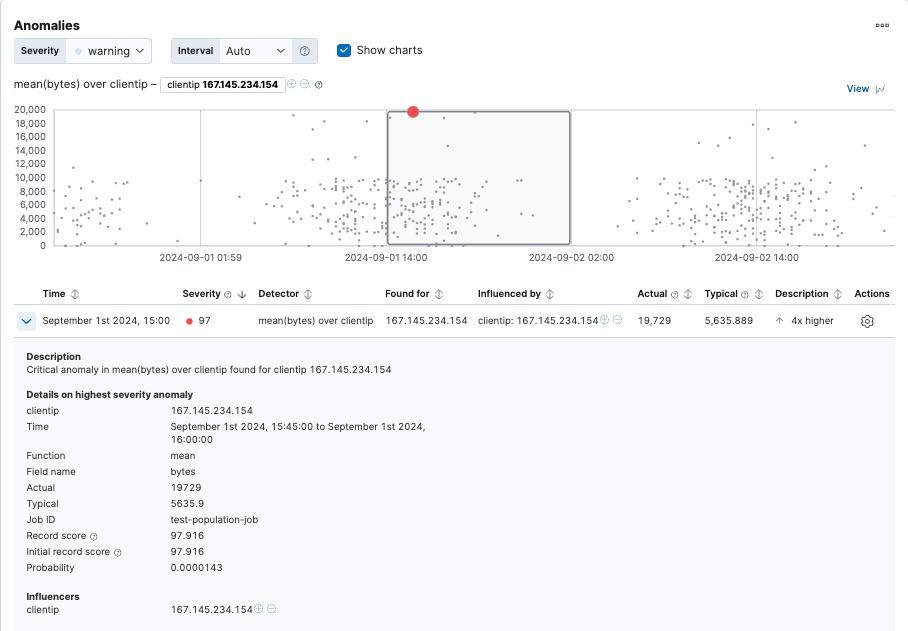 Anomalies
Severity warning Interval Auto Show charts
mean(bytes) over clientip – clientip 167.145.234.154
View
20,000
18,000
16,000
14,000
12,000
10,000
8,000
6,000
4,000
2,000
0
2024-09-01 01:59 2024-09-01 14:00 2024-09-02 02:00 2024-09-02 14:00
Time Severity Detector Found for Influenced by Actual Typical Description Actions
September 1st 2024, 15:00 97 mean(bytes) over clientip 167.145.234.154 clientip: 167.145.234.154 19,729 5,635.889 ↑ 4x higher
Description
Critical anomaly in mean(bytes) over clientip found for clientip 167.145.234.154
Details on highest severity anomaly
clientip 167.145.234.154
Time September 1st 2024, 15:45:00 to September 1st 2024,
16:00:00
Function mean
Field name bytes
Actual 19729
Typical 5635.9
Job ID test-population-job
Record score 97.916
Initial record score 97.916
Probability 0.0000143
Influencers
clientip 167.145.234.154